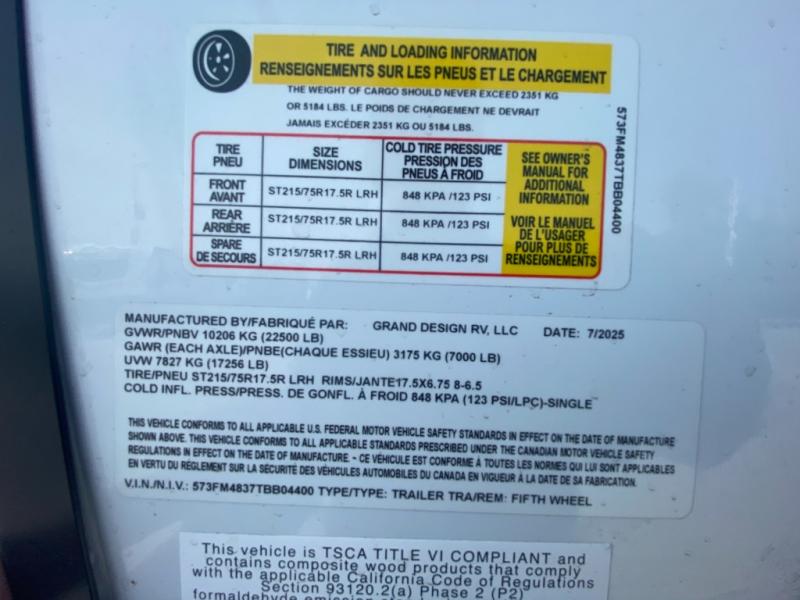 TIRE AND LOADING INFORMATION
RENSEIGNEMENTS SUR LES PNEUS ET LE CHARGEMENT
THE WEIGHT OF CARGO SHOULD NEVER EXCEED 2351 KG
OR 5184 LBS. LE POIDS DE CHARGEMENT NE DEVRAIT
JAMAIS EXCÉDER 2351 KG OU 5184 LBS.
TIRE
PNEU
SIZE
DIMENSIONS
COLD TIRE PRESSURE
PRESSION DES
PNEUS À FROID
FRONT
AVANT
ST215/75R17.5R LRH
848 KPA /123 PSI
REAR
ARRIÈRE
ST215/75R17.5R LRH
848 KPA /123 PSI
SPARE
DE SECOURS
ST215/75R17.5R LRH
848 KPA /123 PSI
SEE OWNER'S
MANUAL FOR
ADDITIONAL
INFORMATION
VOIR LE MANUEL
DE L'USAGER
POUR PLUS DE
RENSEIGNEMENTS
573FM4837TBB04400
MANUFACTURED BY/FABRIQUÉ PAR: GRAND DESIGN RV, LLC DATE: 7/2025
GVWR/PNBV 10206 KG (22500 LB)
GAWR (EACH AXLE)/PNBE(CHAQUE ESSIEU) 3175 KG (7000 LB)
UVW 7827 KG (17256 LB)
TIRE/PNEU ST215/75R17.5R LRH RIMS/JANTE17.5X6.75 8-6.5
COLD INFL. PRESS/PRESS. DE GONFL. À FROID 848 KPA (123 PSI/LPC)-SINGLE
THIS VEHICLE CONFORMS TO ALL APPLICABLE U.S. FEDERAL MOTOR VEHICLE SAFETY STANDARDS IN EFFECT ON THE DATE OF MANUFACTURE
SHOWN ABOVE. THIS VEHICLE CONFORMS TO ALL APPLICABLE STANDARDS PRESCRIBED UNDER THE CANADIAN MOTOR VEHICLE SAFETY
REGULATIONS IN EFFECT ON THE DATE OF MANUFACTURE. - CE VÉHICULE EST CONFORME À TOUTES LES NORMES QUI LUI SONT APPLICABLES
EN VERTU DU RÉGLEMENT SUR LA SÉCURITÉ DES VÉHICULES AUTOMOBILES DU CANADA EN VIGUEUR À LA DATE DE SA FABRICATION.
V.I.N./N.I.V.: 573FM4837TBB04400 TYPE/TYPE: TRAILER TRA/REM: FIFTH WHEEL
This vehicle is TSCA TITLE VI COMPLIANT and
contains composite wood products that comply
with the applicable California Code of Regulations
Section 93120.2(a) Phase 2 (P2)
formaldehyde emission